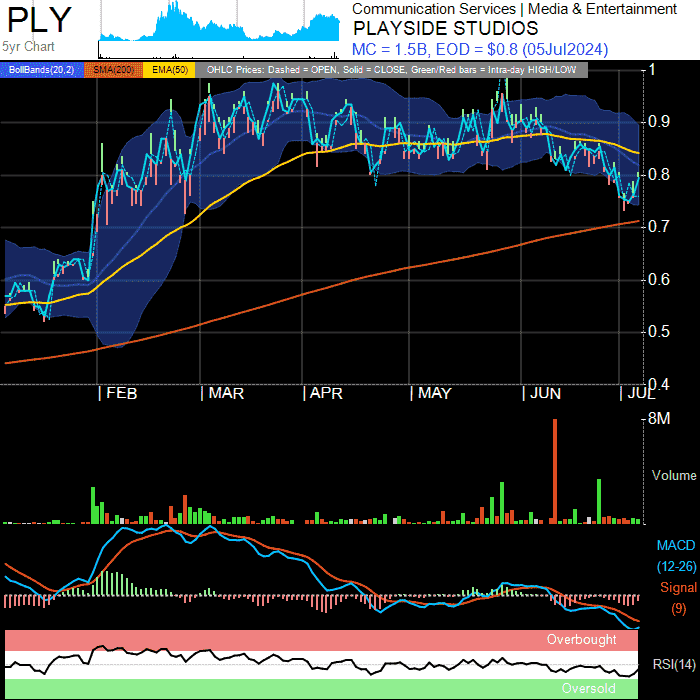 PLY
5yr Chart
Communication Services | Media & Entertainment
PLAYSIDE STUDIOS
MC = 1.5B, EOD = $0.8 (05Jul2024)
BollBands(20,2) SMA(200) EMA(50) OHLC Prices: Dashed = OPEN, Solid = CLOSE, Green/Red bars = Intra-day HIGH/LOW
1
0.9
0.8
0.7
0.6
0.5
0.4
| FEB | MAR | APR | MAY | JUN | JUL
8M
Volume
MACD
(12-26)
Signal
(9)
Overbought
RSI(14)
Oversold